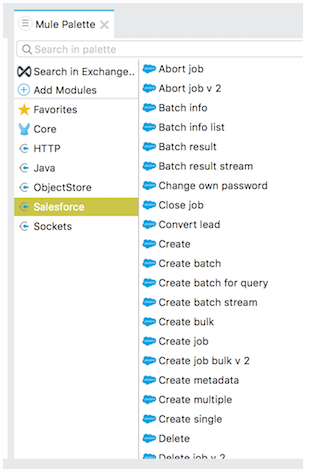 Mule Palette
Search in palette
Search in Exchange..
Add Modules
Favorites
Core
HTTP
Java
ObjectStore
Salesforce
Sockets
Abort job
Abort job v 2
Batch info
Batch info list
Batch result
Batch result stream
Change own password
Close job
Convert lead
Create
Create batch
Create batch for query
Create batch stream
Create bulk
Create job
Create job bulk v 2
Create metadata
Create multiple
Create single
Delete
Delete job v 2